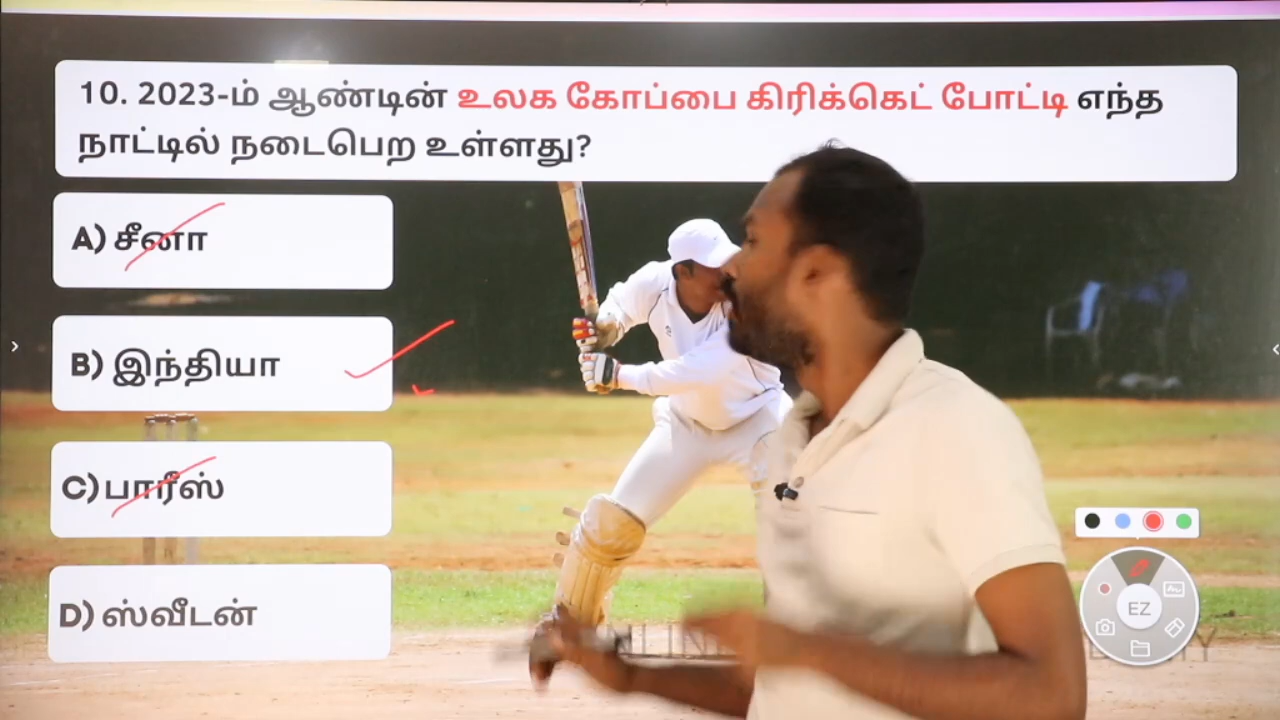 10. 2023-ம் ஆண்டின் உலக கோப்பை கிரிக்கெட் போட்டி எந்த
நாட்டில் நடைபெற உள்ளது?
A) சீனா
B) இந்தியா
C) பாரீஸ்
D) ஸ்வீடன்
EZ